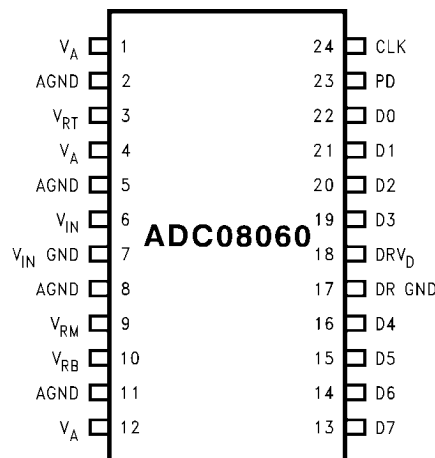 V_A 1 24 CLK
AGND 2 23 PD
V_RT 3 22 D0
V_A 4 21 D1
AGND 5 20 D2
V_IN 6 19 D3
ADC08060
V_IN GND 7 18 DRV_D
AGND 8 17 DR GND
V_RM 9 16 D4
V_RB 10 15 D5
AGND 11 14 D6
V_A 12 13 D7